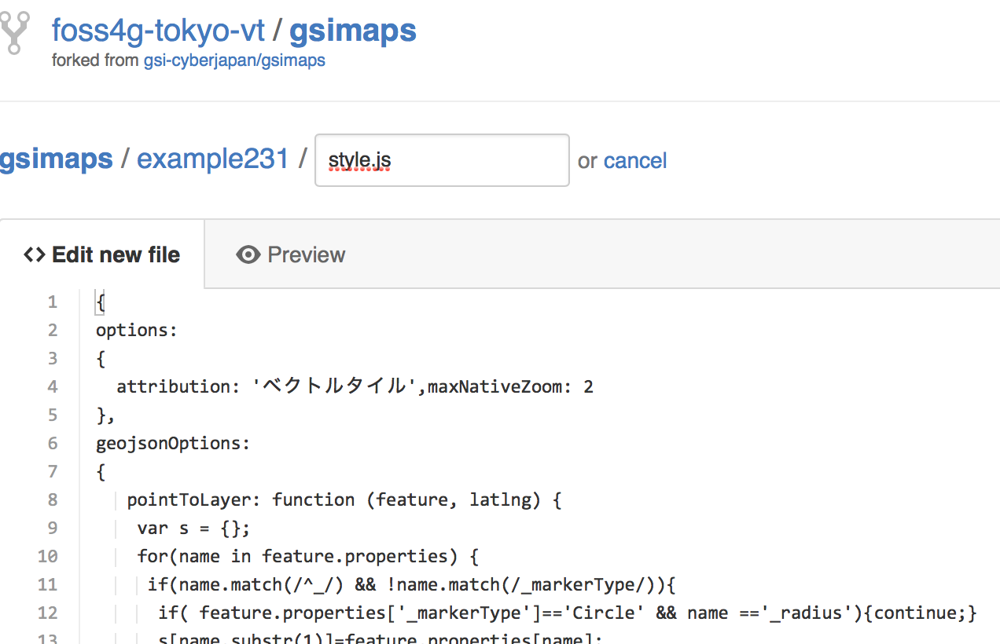 foss4g-tokyo-vt / gsimaps
forked from gsi-cyberjapan/gsimaps
gsimaps / example231 / style.js or cancel
<> Edit new file Preview
1 {
2 options:
3 {
4 attribution: 'ベクトルタイル',maxNativeZoom: 2
5 },
6 geojsonOptions:
7 {
8 pointToLayer: function (feature, latlng) {
9 var s = {};
10 for(name in feature.properties) {
11 if(name.match(/^_/) && !name.match(/_markerType/)){
12 if( feature.properties['_markerType']=='Circle' && name =='_radius'){continue;}
13 s[name.substr(1)]=feature.properties[name];